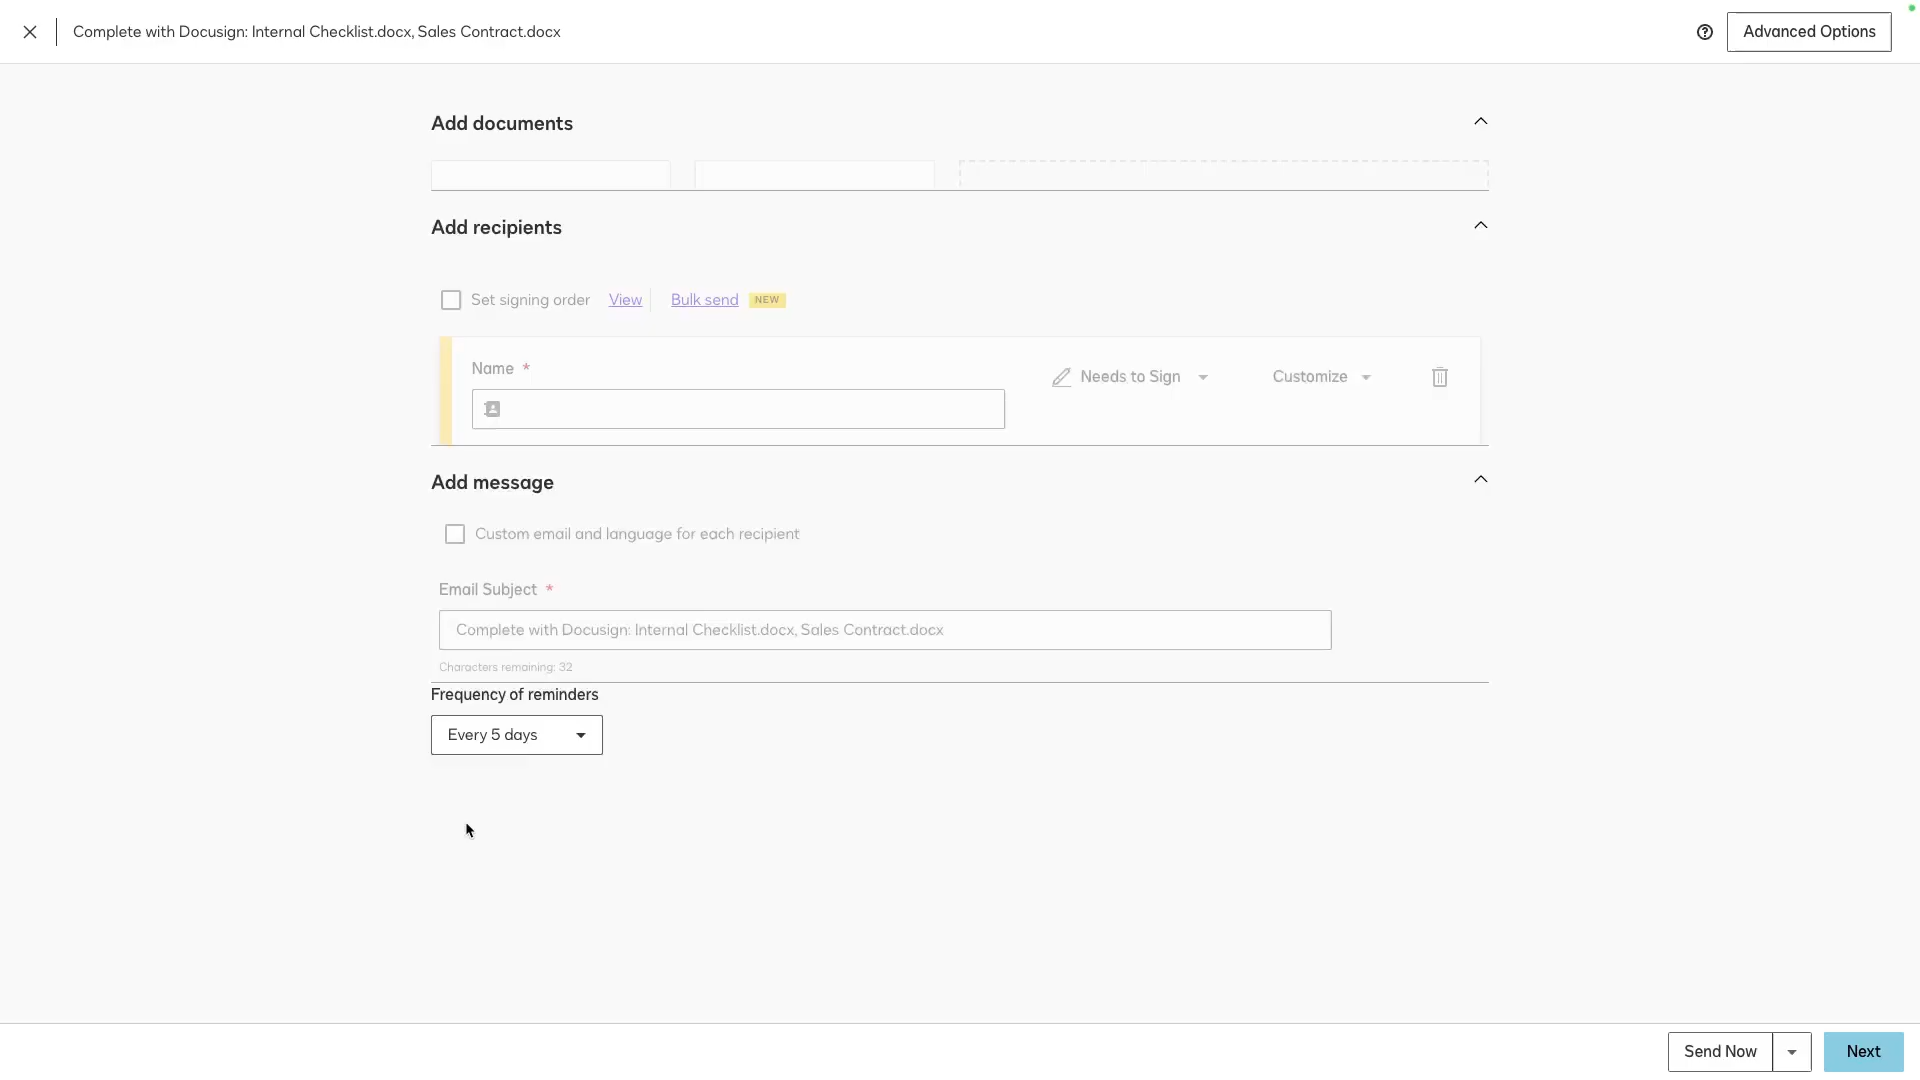 Complete with Docusign: Internal Checklist.docx, Sales Contract.docx
Advanced Options
Add documents
Add recipients
Set signing order View Bulk send NEW
Name *
Needs to Sign
Customize
Add message
Custom email and language for each recipient
Email Subject *
Complete with Docusign: Internal Checklist.docx, Sales Contract.docx
Characters remaining: 32
Frequency of reminders
Every 5 days
Send Now
Next